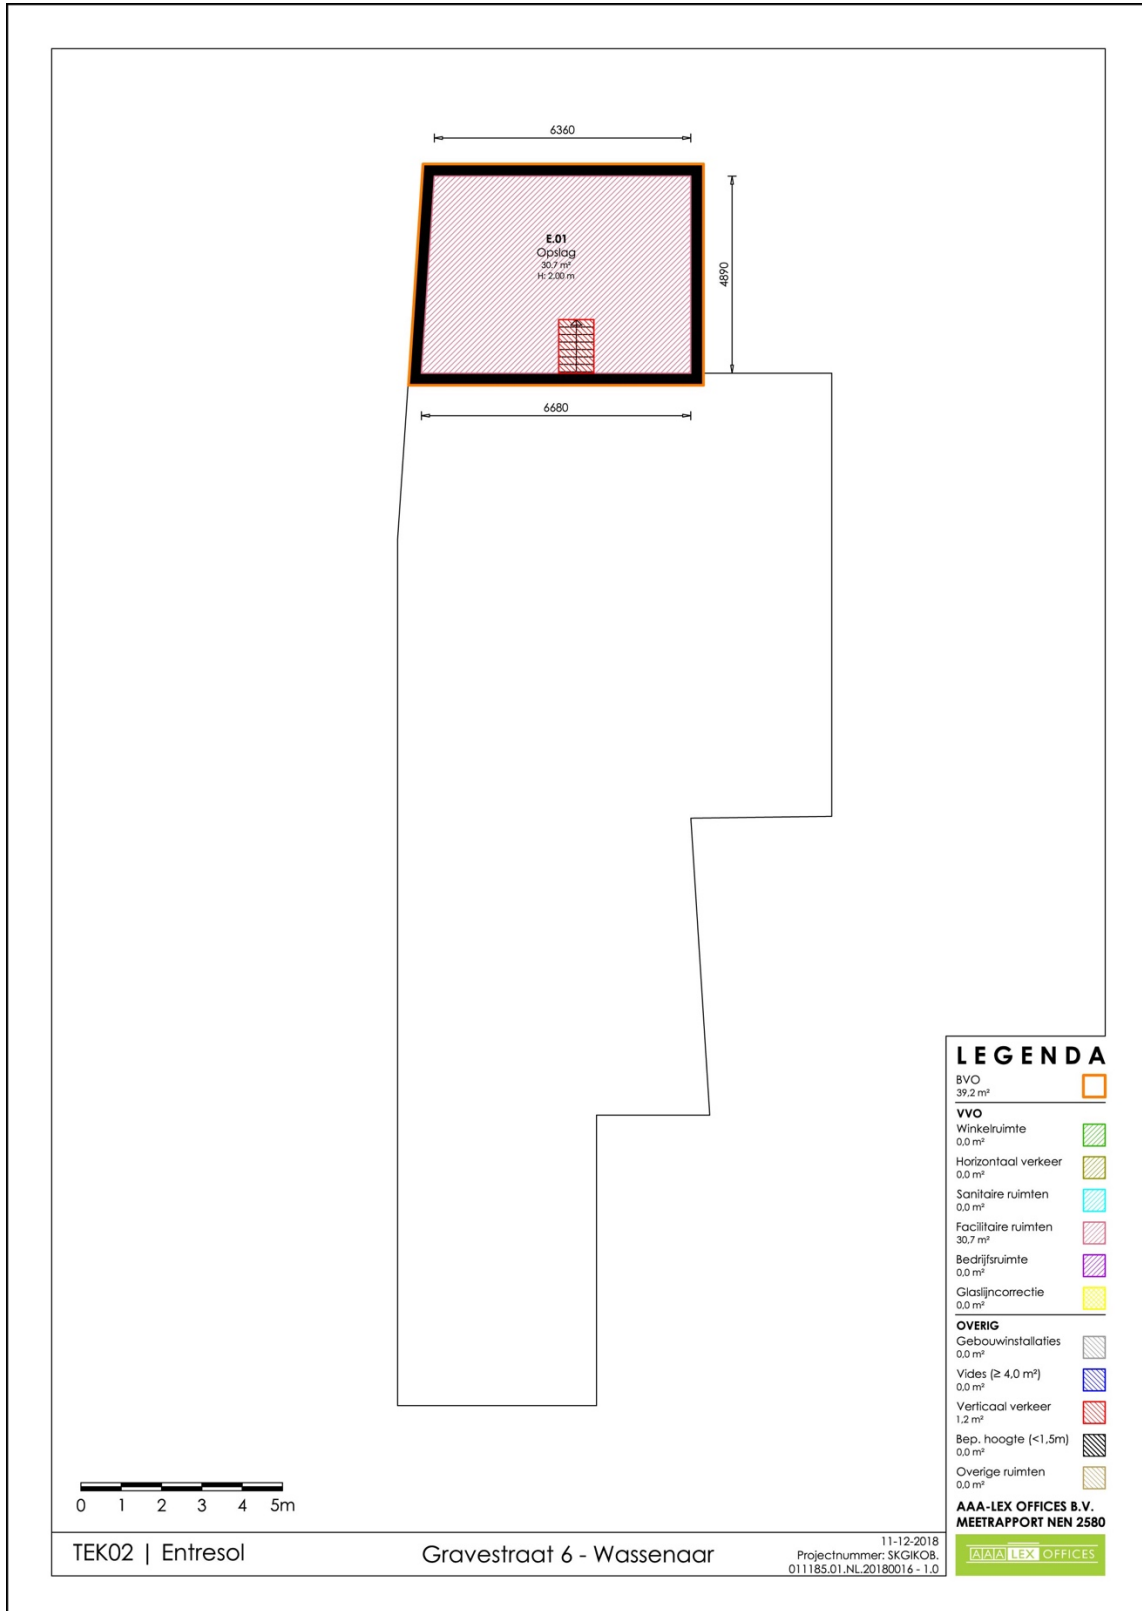 6360
E.01
Opslag
30,7 m²
H: 2,00 m
4890
6680
LEGENDA
BVO
39,2 m²
VVO
Winkelruimte
0,0 m²
Horizontaal verkeer
0,0 m²
Sanitaire ruimten
0,0 m²
Facilitaire ruimten
30,7 m²
Bedrijfsruimte
0,0 m²
Glaslijncorrectie
0,0 m²
OVERIG
Gebouwinstallaties
0,0 m²
Vides (≥ 4,0 m²)
0,0 m²
Verticaal verkeer
1,2 m²
Bep. hoogte (<1,5m)
0,0 m²
Overige ruimten
0,0 m²
AAA-LEX OFFICES B.V.
MEETRAPPORT NEN 2580
AAA LEX OFFICES
0 1 2 3 4 5m
TEK02 | Entresol
Gravestraat 6 - Wassenaar
11-12-2018
Projectnummer: SKGIKOB.
011185.01.NL.20180016 - 1.0